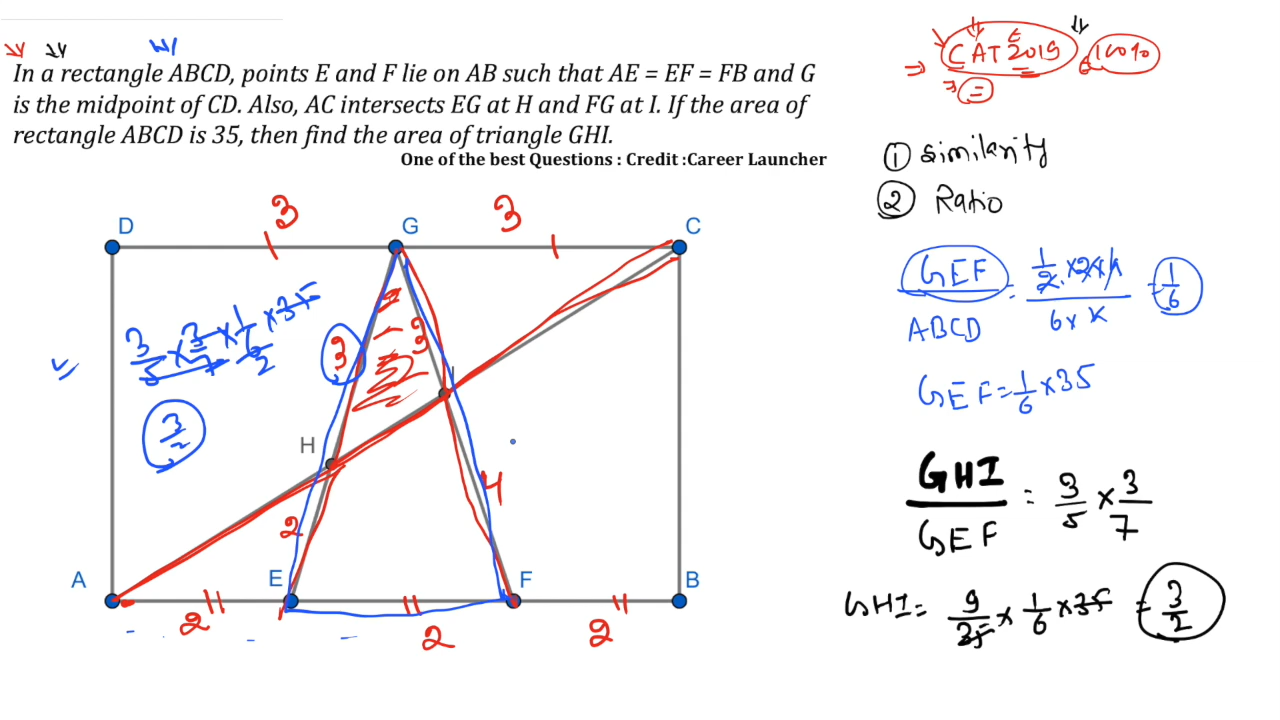 In a rectangle ABCD, points E and F lie on AB such that AE = EF = FB and G
is the midpoint of CD. Also, AC intersects EG at H and FG at I. If the area of
rectangle ABCD is 35, then find the area of triangle GHI.
One of the best Questions : Credit :Career Launcher
CAT 2019
100%
① similarity
② Ratio
D
3
G
3
C
GEF
ABCD
1/6
GEF = 1/6 × 35
3
3
3/2
H
I
GHI
GEF
= 3/5 × 3/7
2
4
A
E
F
B
2
2
2
GHI = 9/35 × 1/6 × 35 = 3/2